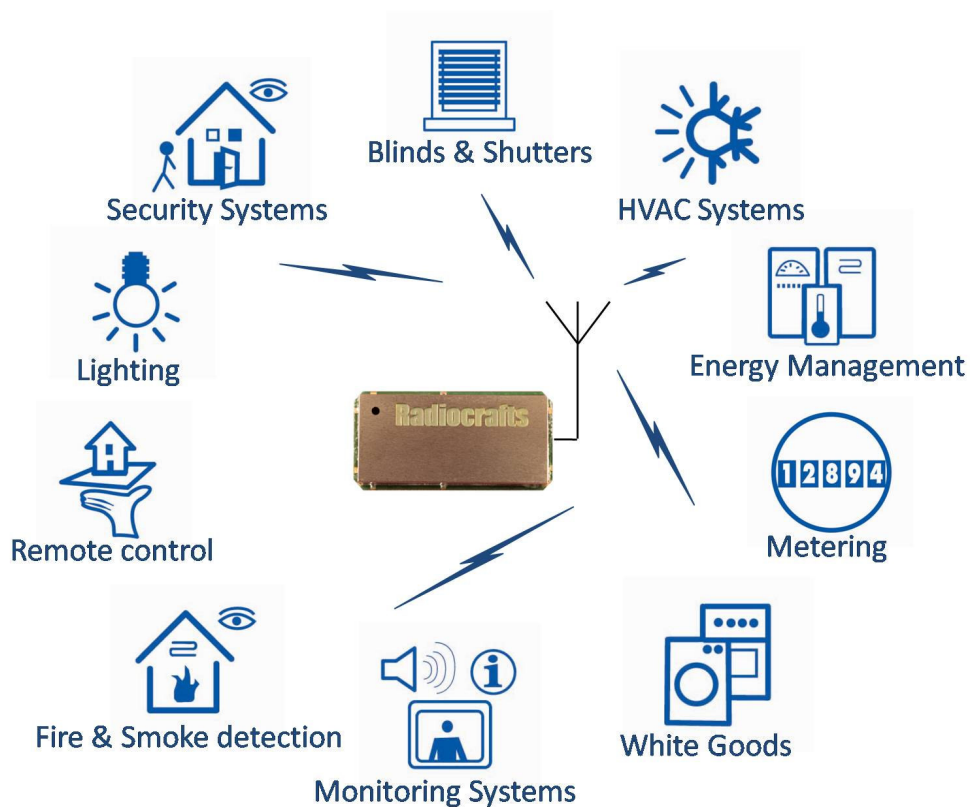 Blinds & Shutters
Security Systems
HVAC Systems
Lighting
Energy Management
Radiocrafts
12894
Remote control
Metering
Fire & Smoke detection
White Goods
Monitoring Systems